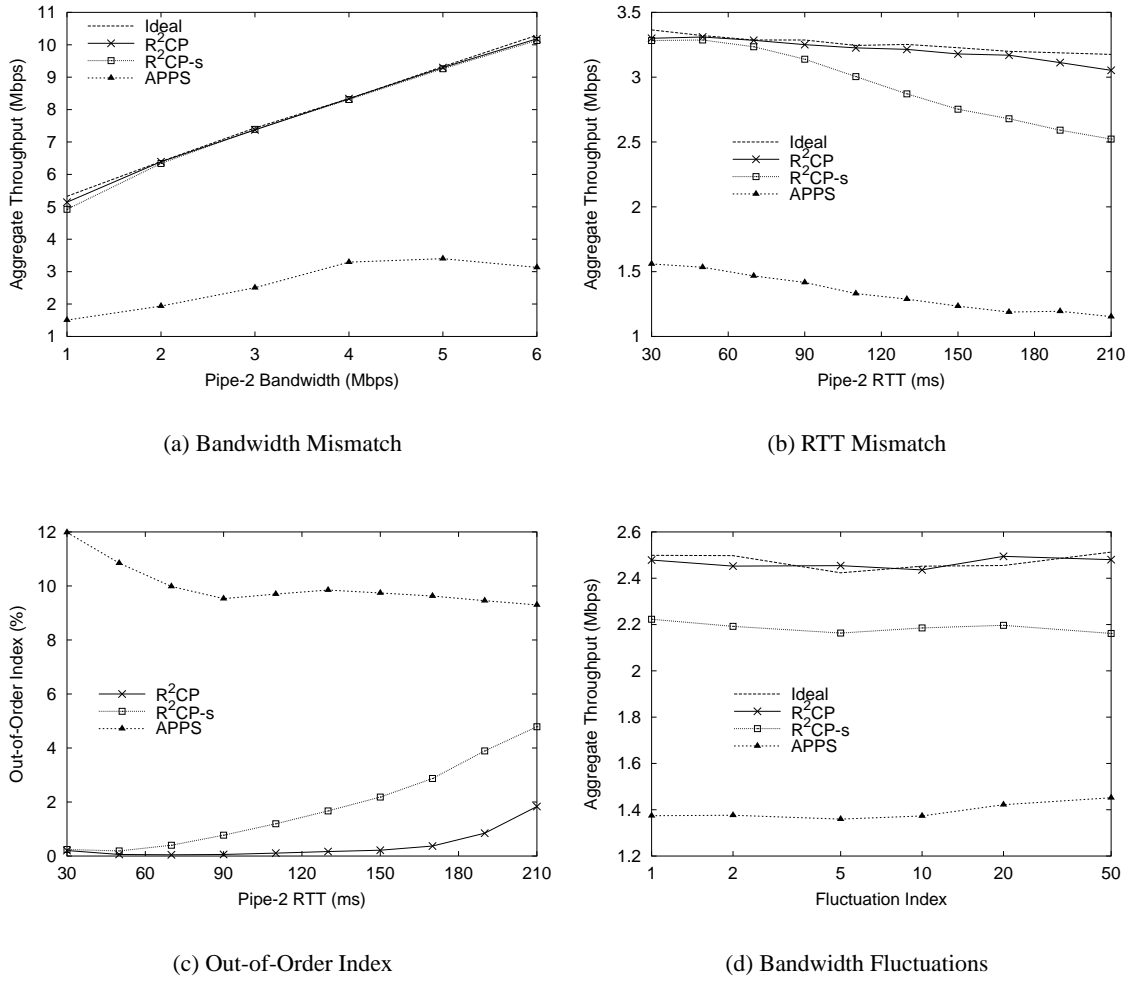 11
10
9
8
7
6
5
4
3
2
1
Aggregate Throughput (Mbps)
Ideal
R²CP
R²CP-s
APPS
1 2 3 4 5 6
Pipe-2 Bandwidth (Mbps)
(a) Bandwidth Mismatch
3.5
3
2.5
2
1.5
1
Aggregate Throughput (Mbps)
Ideal
R²CP
R²CP-s
APPS
30 60 90 120 150 180 210
Pipe-2 RTT (ms)
(b) RTT Mismatch
12
10
8
6
4
2
0
Out-of-Order Index (%)
R²CP
R²CP-s
APPS
30 60 90 120 150 180 210
Pipe-2 RTT (ms)
(c) Out-of-Order Index
2.6
2.4
2.2
2
1.8
1.6
1.4
1.2
Aggregate Throughput (Mbps)
Ideal
R²CP
R²CP-s
APPS
1 2 5 10 20 50
Fluctuation Index
(d) Bandwidth Fluctuations